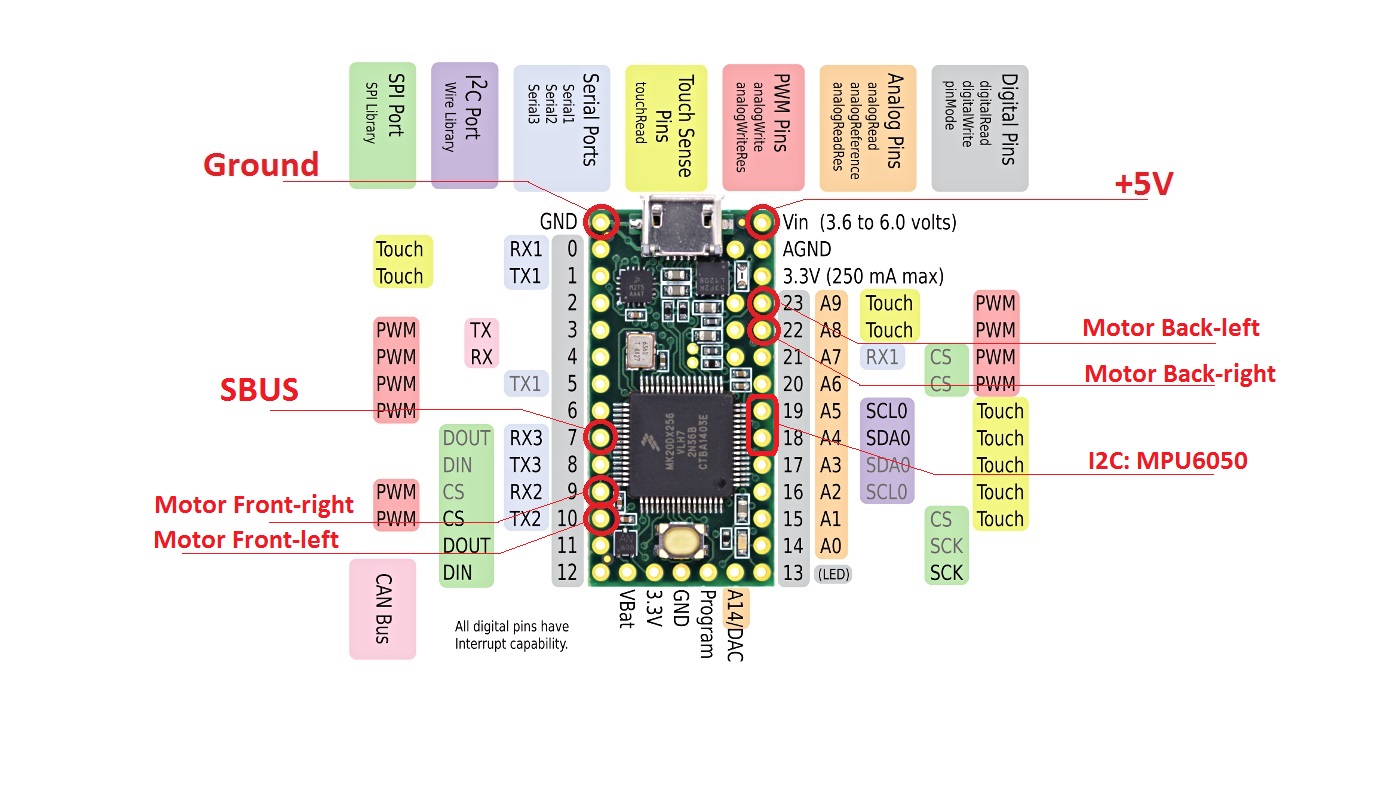 SPI Port
SPI Library
I²C Port
Wire Library
Serial Ports
Serial1
Serial2
Serial3
Touch Sense
Pins
touchRead
PWM Pins
analogWrite
analogWriteRes
Analog Pins
analogRead
analogReference
analogReadRes
Digital Pins
digitalRead
digitalWrite
pinMode
Ground
+5V
GND
Vin (3.6 to 6.0 volts)
Touch RX1 0
AGND
Touch TX1 1
3.3V (250 mA max)
2
23 A9 Touch PWM
PWM TX 3
22 A8 Touch PWM
Motor Back-left
PWM RX 4
21 A7 RX1 CS PWM
Motor Back-right
PWM TX1 5
20 A6 CS PWM
SBUS
PWM 6
19 A5 SCL0 Touch
DOUT RX3 7
18 A4 SDA0 Touch
I2C: MPU6050
DIN TX3 8
17 A3 SDA0 Touch
PWM CS RX2 9
16 A2 SCL0 Touch
Motor Front-right
PWM CS TX2 10
15 A1 CS Touch
Motor Front-left
DOUT 11
14 A0 SCK
DIN 12
13 (LED) SCK
MK20DX256
VLH7
2N36B
CTBA1403E
CAN Bus
VBat
3.3V
GND
Program
A14/DAC
All digital pins have
Interrupt capability.